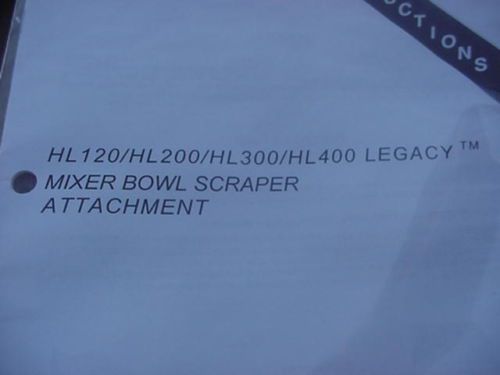 CTIONS
HL120/HL200/HL300/HL400 LEGACY™
MIXER BOWL SCRAPER
ATTACHMENT